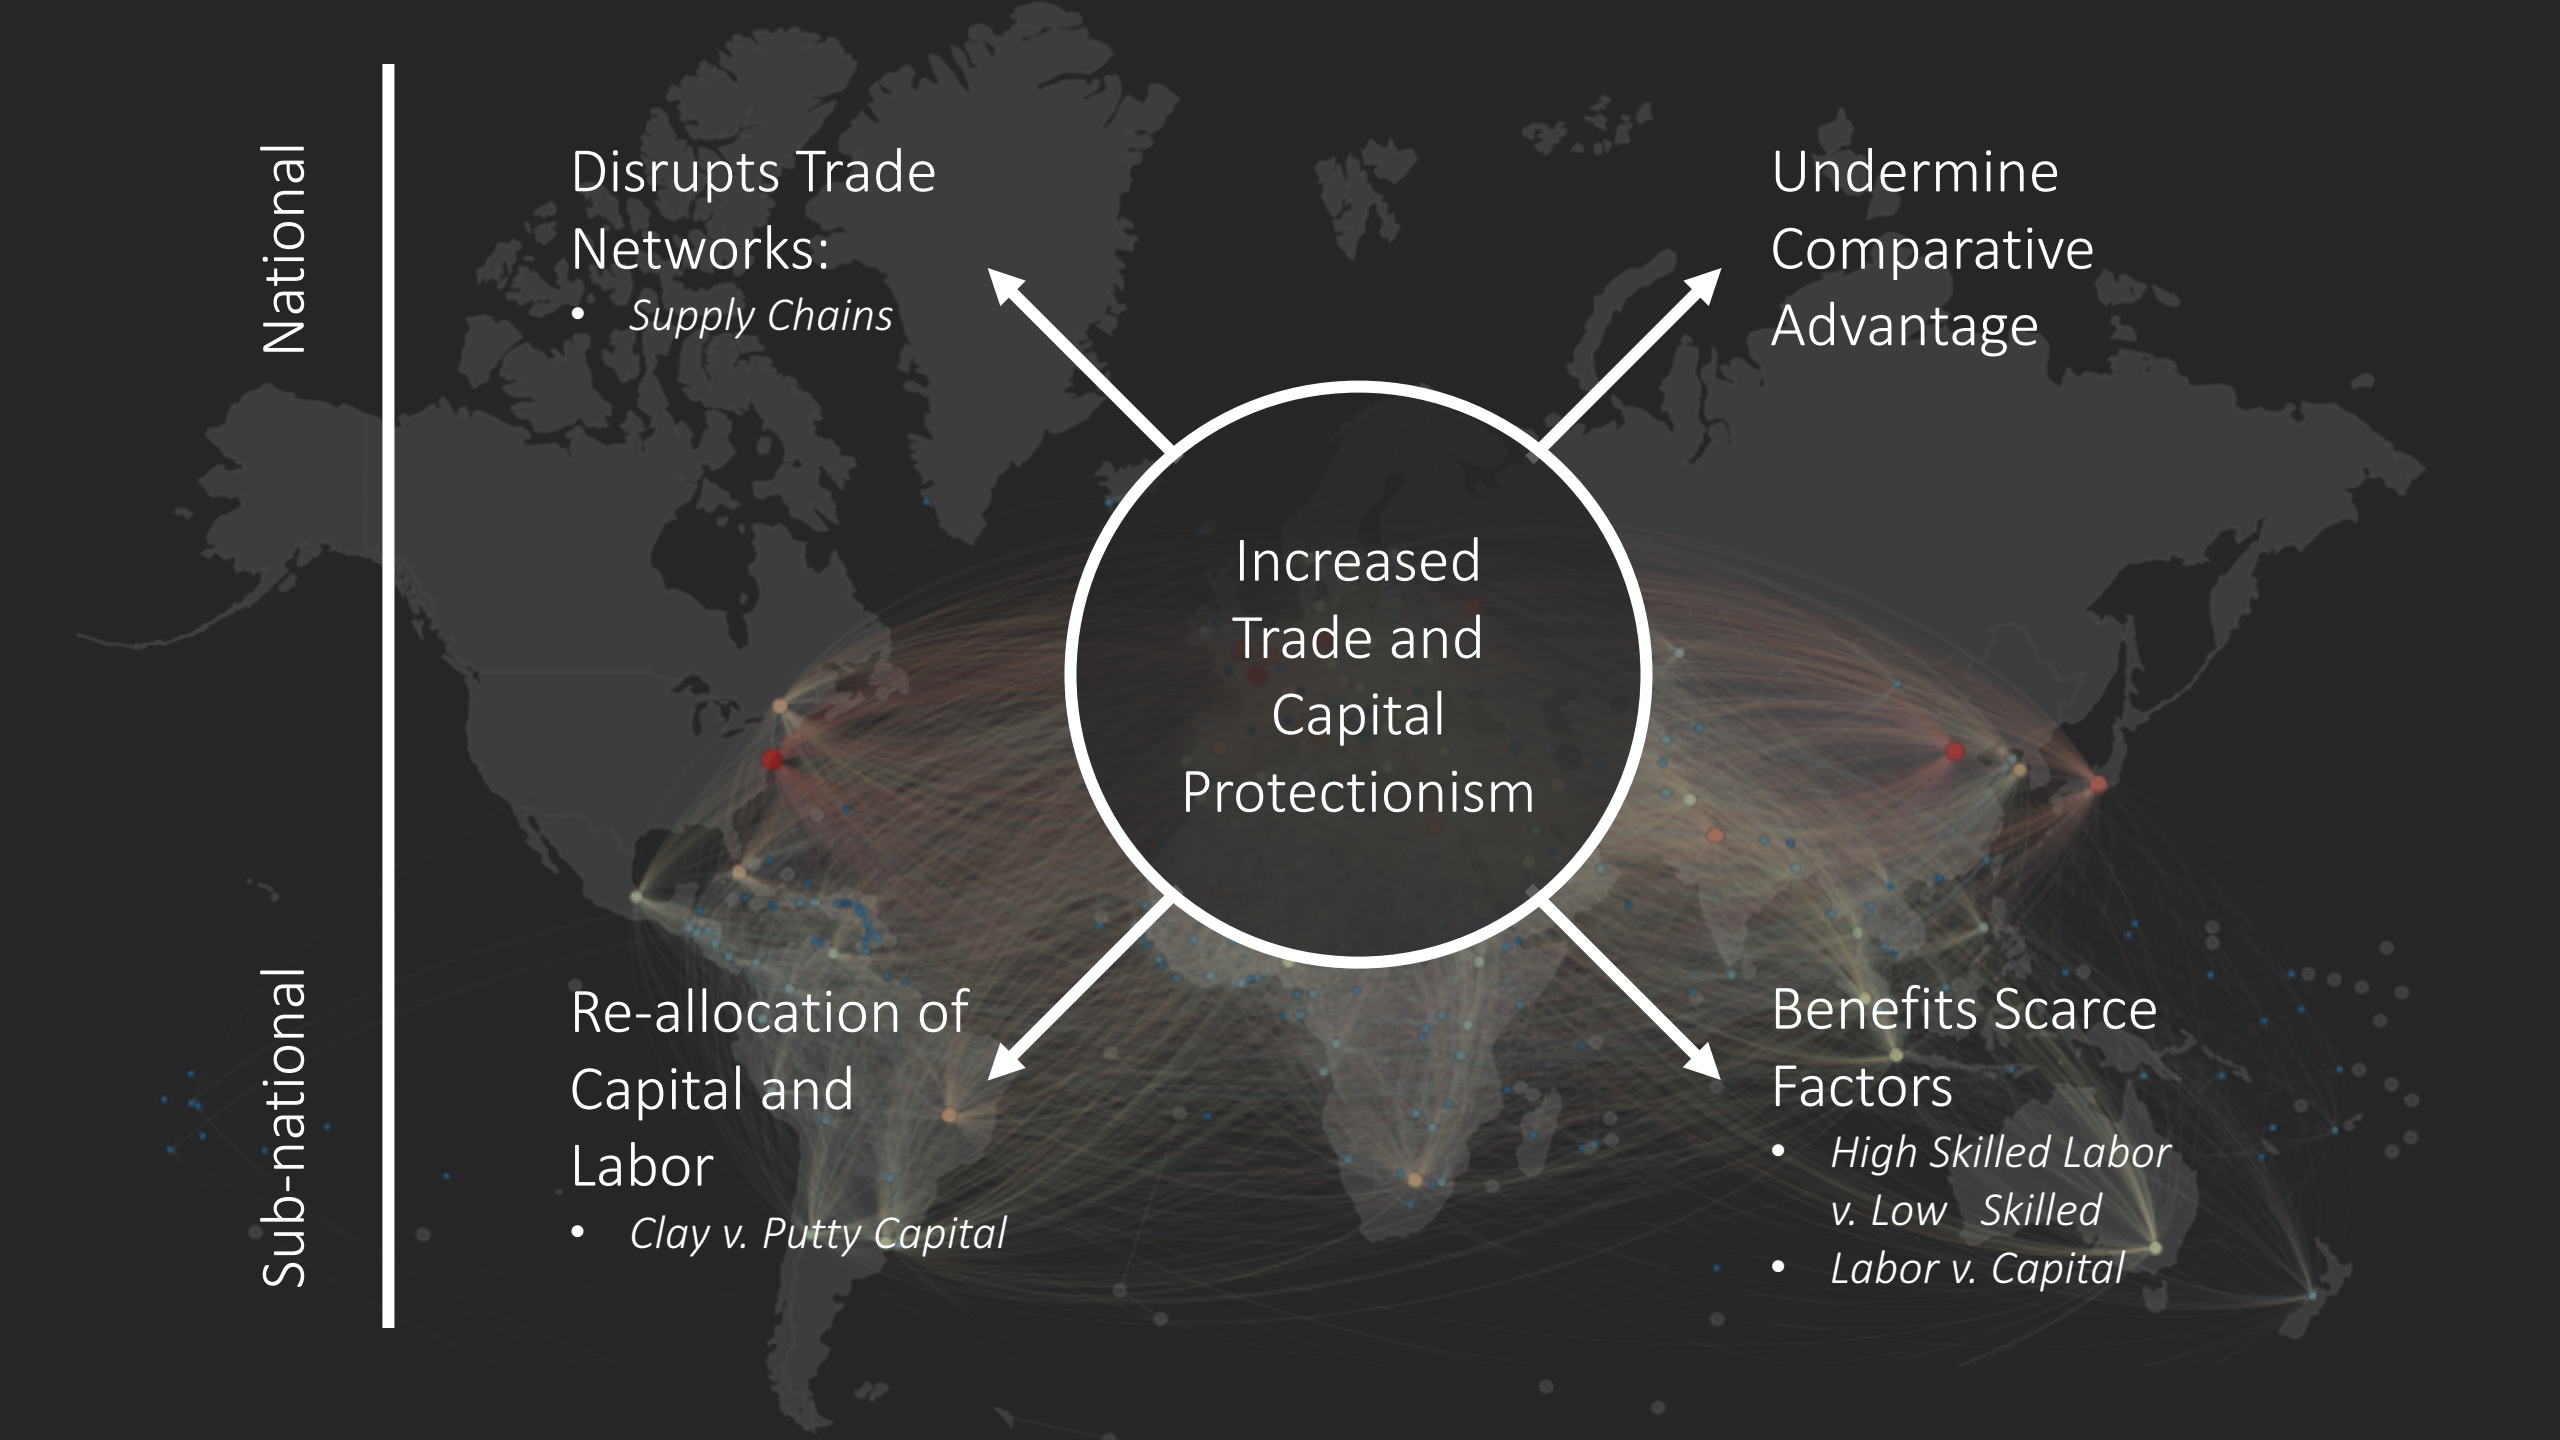 National
Disrupts Trade
Networks:
• Supply Chains
Undermine
Comparative
Advantage
Increased
Trade and
Capital
Protectionism
Sub-national
Re-allocation of
Capital and
Labor
• Clay v. Putty Capital
Benefits Scarce
Factors
• High Skilled Labor
v. Low Skilled
• Labor v. Capital